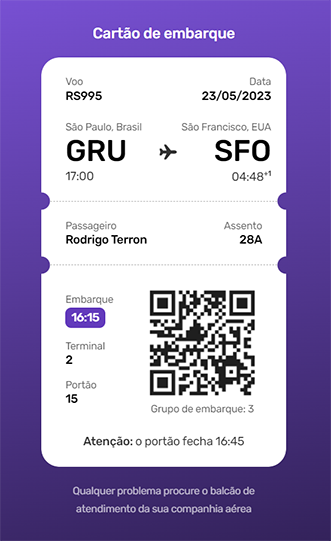 Cartão de embarque
Voo Data
RS995 23/05/2023
São Paulo, Brasil São Francisco, EUA
GRU SFO
17:00 04:48+1
Passageiro Assento
Rodrigo Terron 28A
Embarque
16:15
Terminal
2
Portão
15
Grupo de embarque: 3
Atenção: o portão fecha 16:45
Qualquer problema procure o balcão de
atendimento da sua companhia aérea